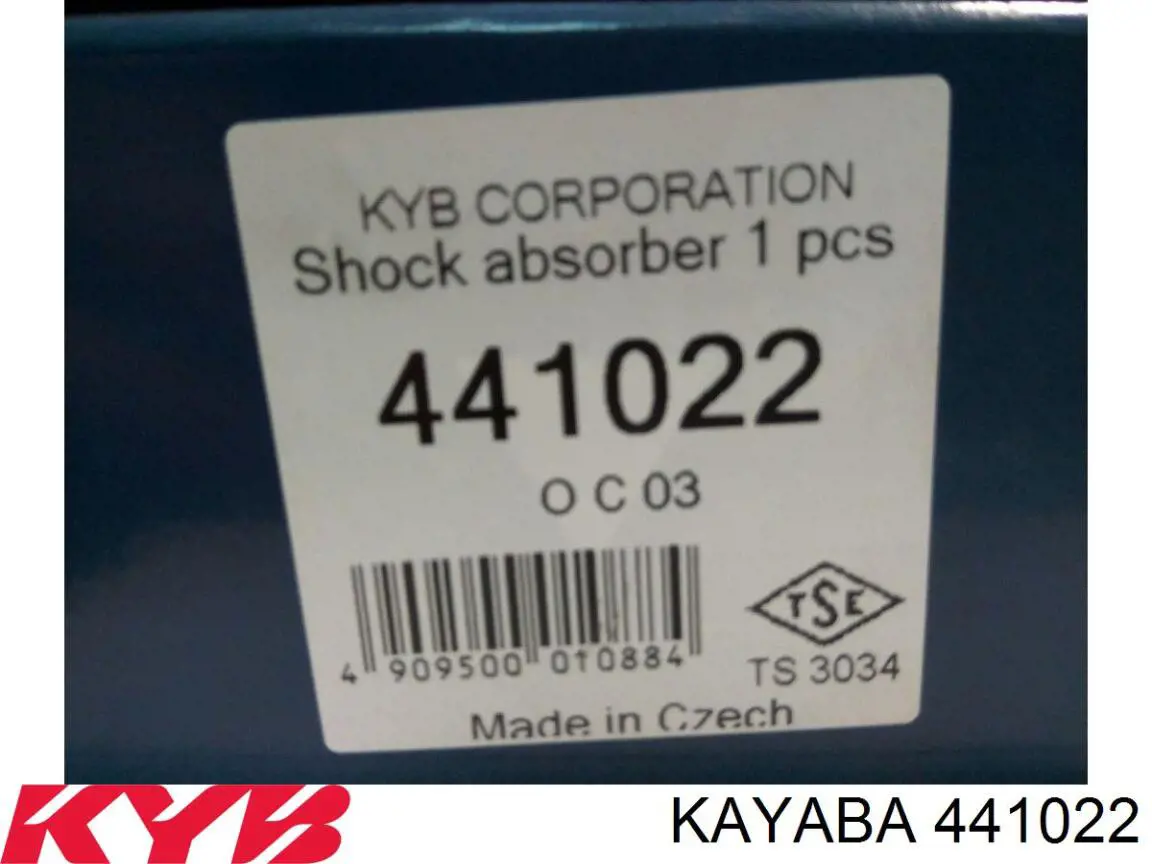 KYB CORPORATION
Shock absorber 1 pcs
441022
O C 03
TSE
4 909500 010884
TS 3034
Made in Czech
KYB
KAYABA 441022